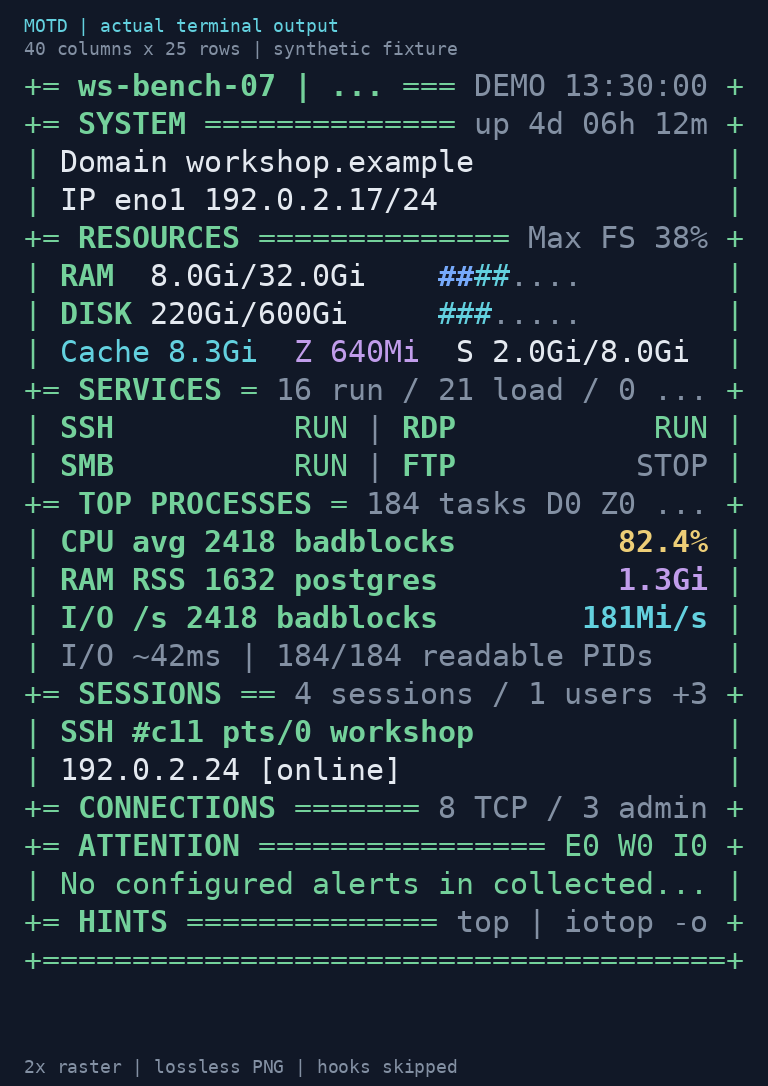 MOTD | actual terminal output
40 columns x 25 rows | synthetic fixture
+= ws-bench-07 | ... === DEMO 13:30:00 +
+= SYSTEM ============== up 4d 06h 12m +
| Domain workshop.example              |
| IP eno1 192.0.2.17/24                |
+= RESOURCES ============== Max FS 38% +
| RAM  8.0Gi/32.0Gi    ####....        |
| DISK 220Gi/600Gi     ###.....        |
| Cache 8.3Gi  Z 640Mi  S 2.0Gi/8.0Gi  |
+= SERVICES = 16 run / 21 load / 0 ... +
| SSH          RUN | RDP           RUN |
| SMB          RUN | FTP          STOP |
+= TOP PROCESSES = 184 tasks D0 Z0 ... +
| CPU avg 2418 badblocks         82.4% |
| RAM RSS 1632 postgres          1.3Gi |
| I/O /s 2418 badblocks        181Mi/s |
| I/O ~42ms | 184/184 readable PIDs    |
+= SESSIONS == 4 sessions / 1 users +3 +
| SSH #c11 pts/0 workshop              |
| 192.0.2.24 [online]                  |
+= CONNECTIONS ======= 8 TCP / 3 admin +
+= ATTENTION ================ E0 W0 I0 +
| No configured alerts in collected... |
+= HINTS ============== top | iotop -o +
+======================================+
2x raster | lossless PNG | hooks skipped